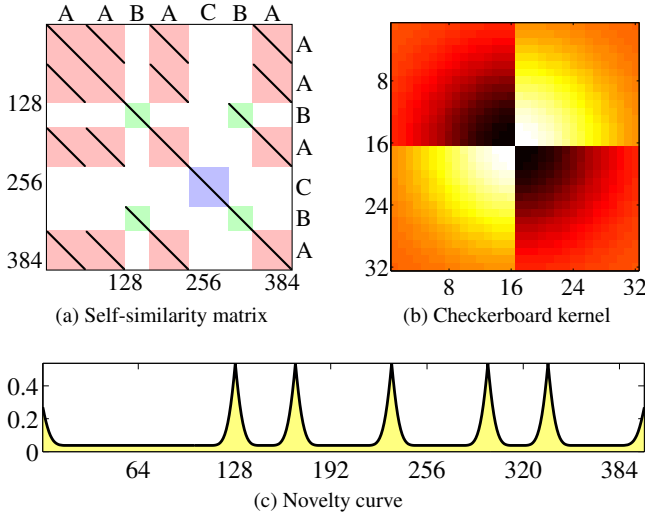 A A B A C B A
A
A
B
A
C
B
A
128
256
384
128 256 384
(a) Self-similarity matrix
8
16
24
32
8 16 24 32
(b) Checkerboard kernel
0.4
0.2
0
64 128 192 256 320 384
(c) Novelty curve